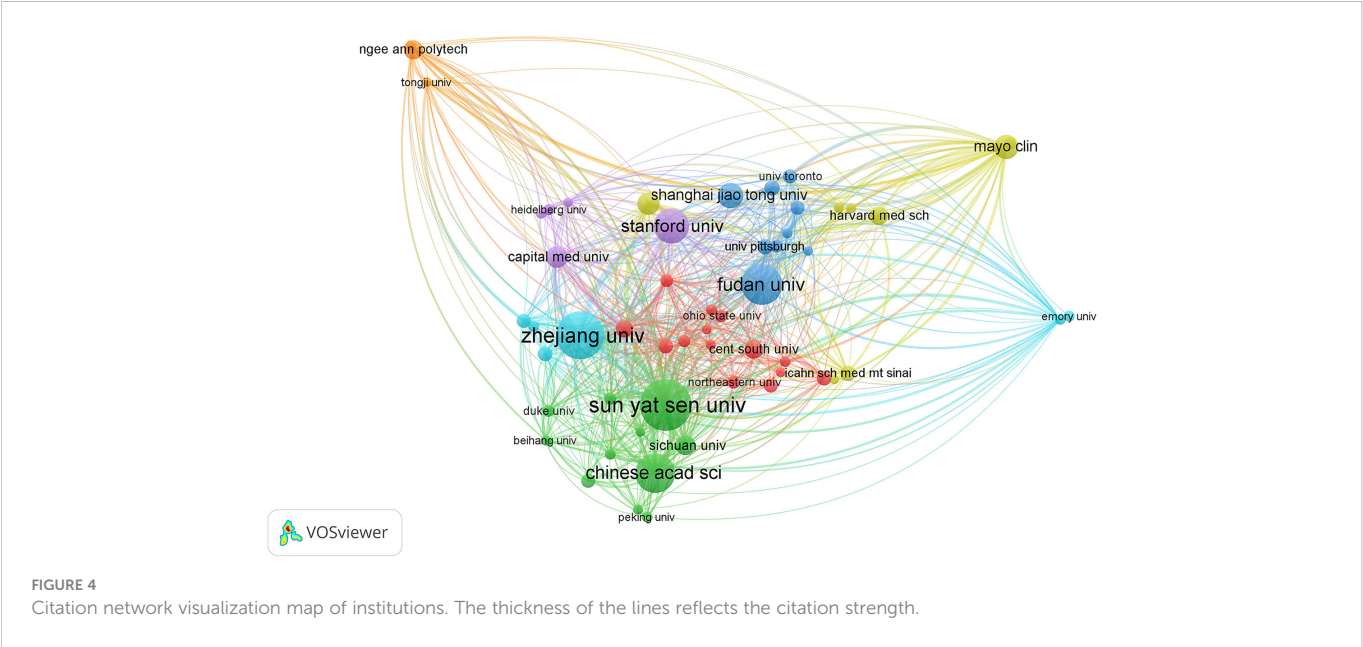 ngee ann polytech
tongji univ
mayo clin
univ toronto
shanghai jiao tong univ
heidelberg univ
harvard med sch
stanford univ
univ pittsburgh
capital med univ
fudan univ
ohio state univ
emory univ
zhejiang univ
cent south univ
icahn sch med mt sinai
northeastern univ
sun yat sen univ
duke univ
beihang univ
sichuan univ
chinese acad sci
peking univ
VOSviewer
FIGURE 4
Citation network visualization map of institutions. The thickness of the lines reflects the citation strength.